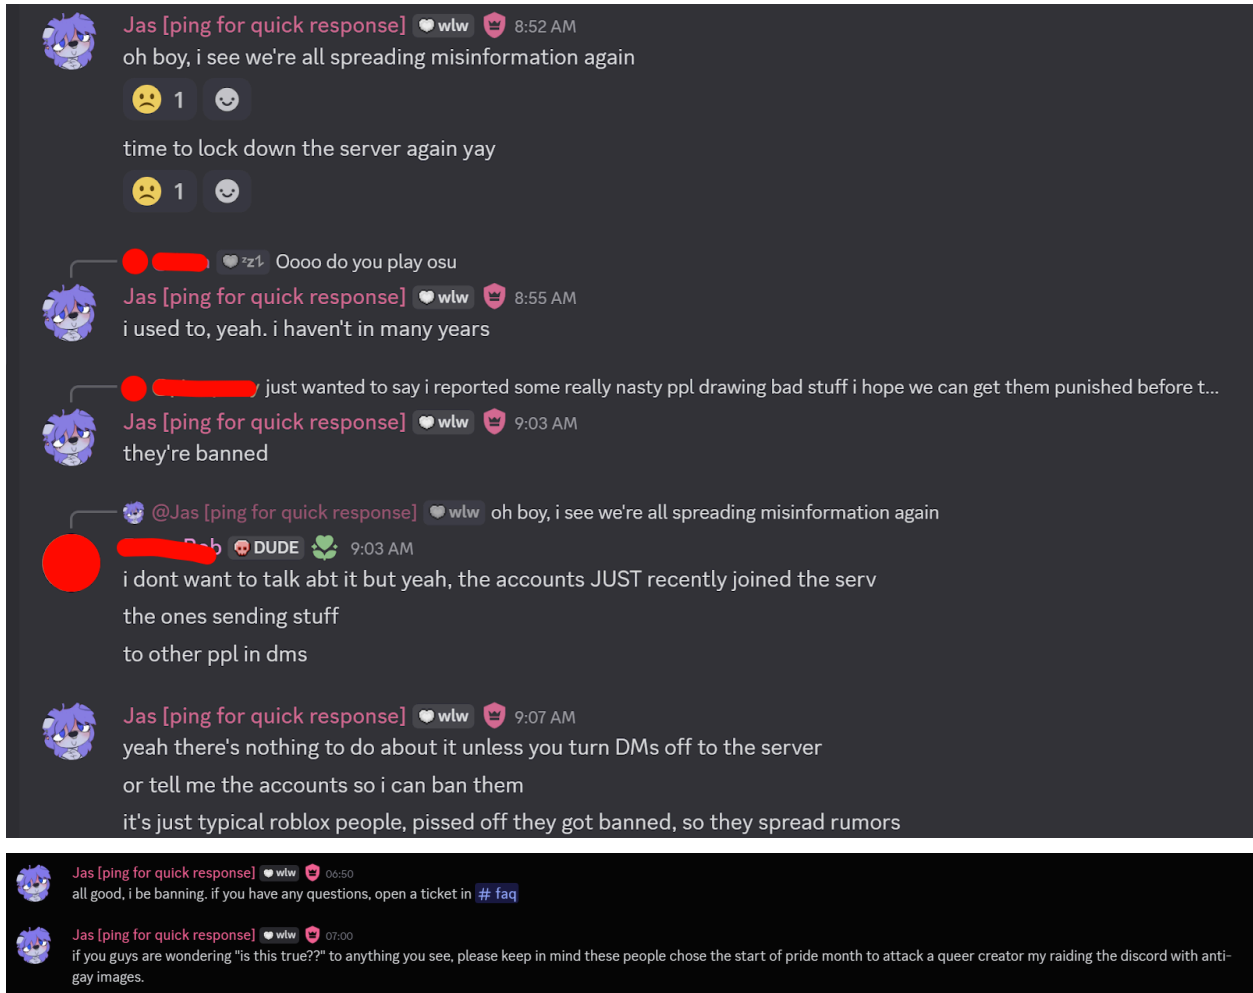 Jas [ping for quick response] wlw 8:52 AM
oh boy, i see we're all spreading misinformation again
1
time to lock down the server again yay
1
Oooo do you play osu
Jas [ping for quick response] wlw 8:55 AM
i used to, yeah. i haven't in many years
just wanted to say i reported some really nasty ppl drawing bad stuff i hope we can get them punished before t...
Jas [ping for quick response] wlw 9:03 AM
they're banned
@Jas [ping for quick response] wlw oh boy, i see we're all spreading misinformation again
DUDE 9:03 AM
i dont want to talk abt it but yeah, the accounts JUST recently joined the serv
the ones sending stuff
to other ppl in dms
Jas [ping for quick response] wlw 9:07 AM
yeah there's nothing to do about it unless you turn DMs off to the server
or tell me the accounts so i can ban them
it's just typical roblox people, pissed off they got banned, so they spread rumors
Jas [ping for quick response] wlw 06:50
all good, i be banning. if you have any questions, open a ticket in # faq
Jas [ping for quick response] wlw 07:00
if you guys are wondering "is this true??" to anything you see, please keep in mind these people chose the start of pride month to attack a queer creator my raiding the discord with anti-
gay images.